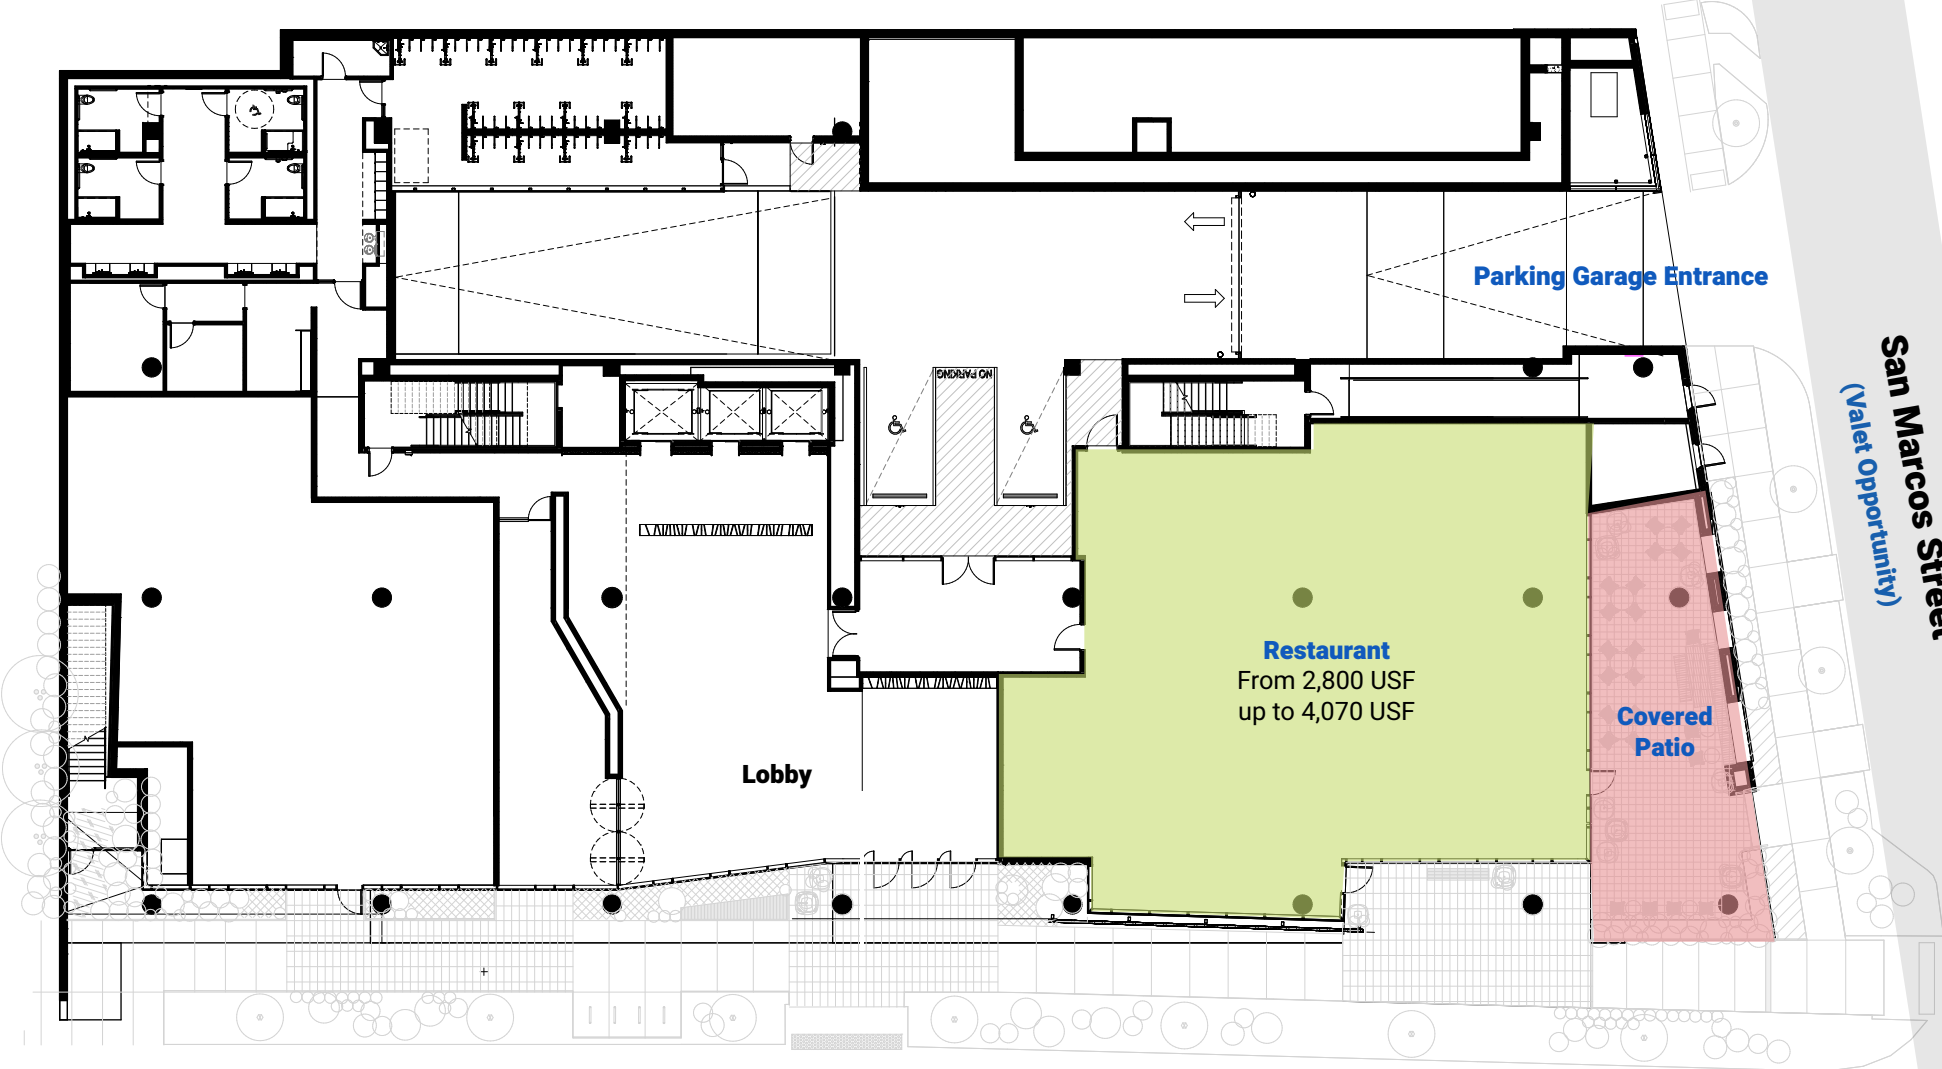 NO PARKING
Parking Garage Entrance
San Marcos Street
(Valet Opportunity)
Restaurant
From 2,800 USF
up to 4,070 USF
Covered
Patio
Lobby